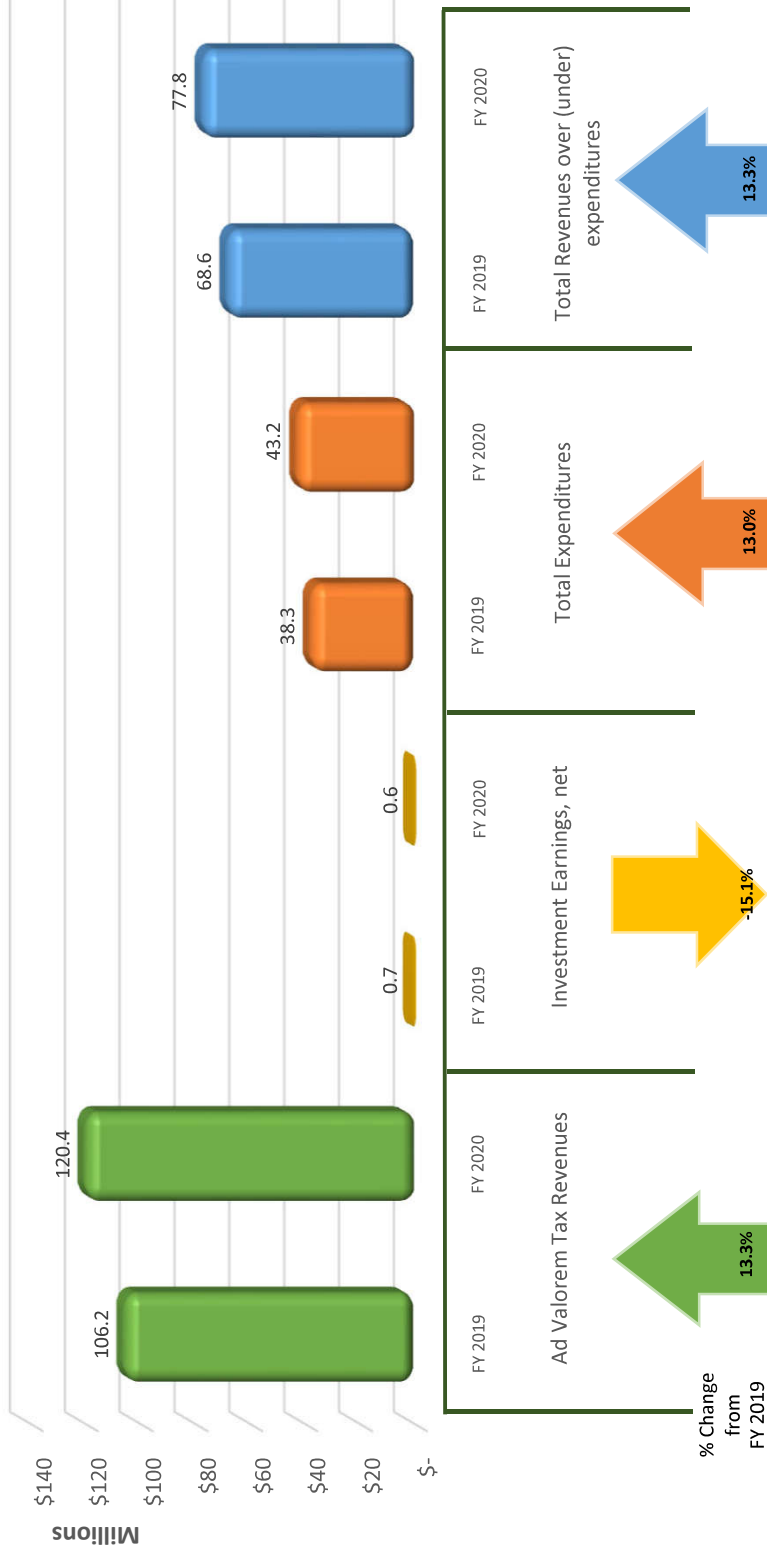 Millions
$140
$120
$100
$80
$60
$40
$20
$-
106.2
120.4
0.7
0.6
38.3
43.2
68.6
77.8
FY 2019
FY 2020
FY 2019
FY 2020
FY 2019
FY 2020
FY 2019
FY 2020
Ad Valorem Tax Revenues
Investment Earnings, net
Total Expenditures
Total Revenues over (under)
expenditures
% Change
from
FY 2019
13.3%
-15.1%
13.0%
13.3%